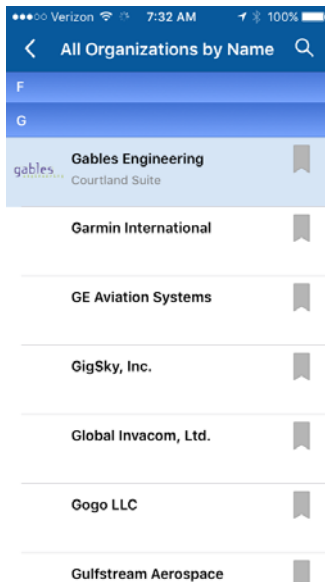 Verizon 7:32 AM 100%
All Organizations by Name
F
G
gables
Gables Engineering
Courtland Suite
Garmin International
GE Aviation Systems
GigSky, Inc.
Global Invacom, Ltd.
Gogo LLC
Gulfstream Aerospace